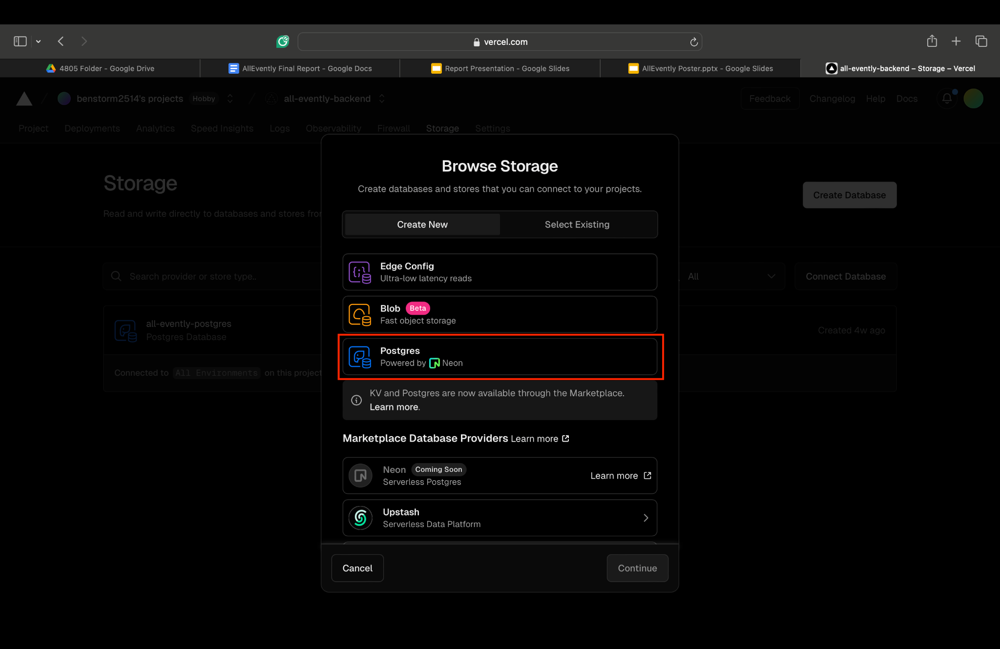 vercel.com
4805 Folder - Google Drive
AllEvently Final Report - Google Docs
Report Presentation - Google Slides
AllEvently Poster.pptx - Google Slides
all-evently-backend – Storage – Vercel
benstorm2514's projects Hobby
all-evently-backend
Feedback
Changelog
Help
Docs
Project
Deployments
Analytics
Speed Insights
Logs
Observability
Firewall
Storage
Settings
Storage
Read and write directly to databases and stores from
Create Database
Search provider or store type..
All
Connect Database
all-evently-postgres
Postgres Database
Created 4w ago
Connected to All Environments on this project
Browse Storage
Create databases and stores that you can connect to your projects.
Create New
Select Existing
Edge Config
Ultra-low latency reads
Blob Beta
Fast object storage
Postgres
Powered by Neon
KV and Postgres are now available through the Marketplace.
Learn more.
Marketplace Database Providers Learn more
Neon Coming Soon
Serverless Postgres
Learn more
Upstash
Serverless Data Platform
Cancel
Continue